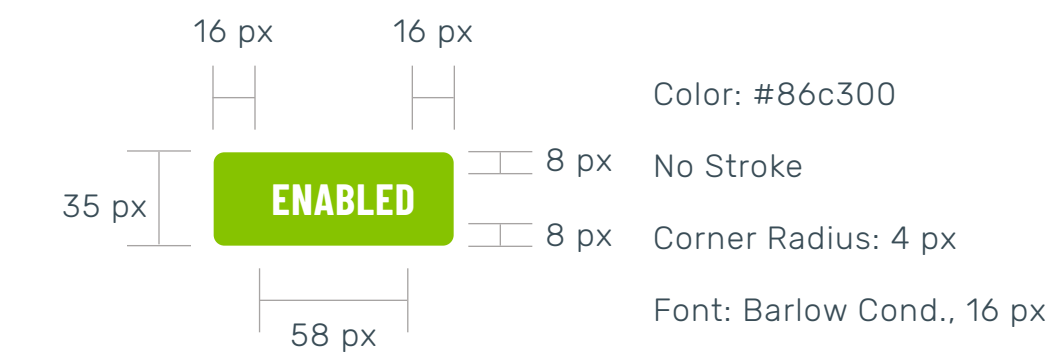 16 px
16 px
Color: #86c300
8 px
No Stroke
ENABLED
35 px
8 px
Corner Radius: 4 px
Font: Barlow Cond., 16 px
58 px